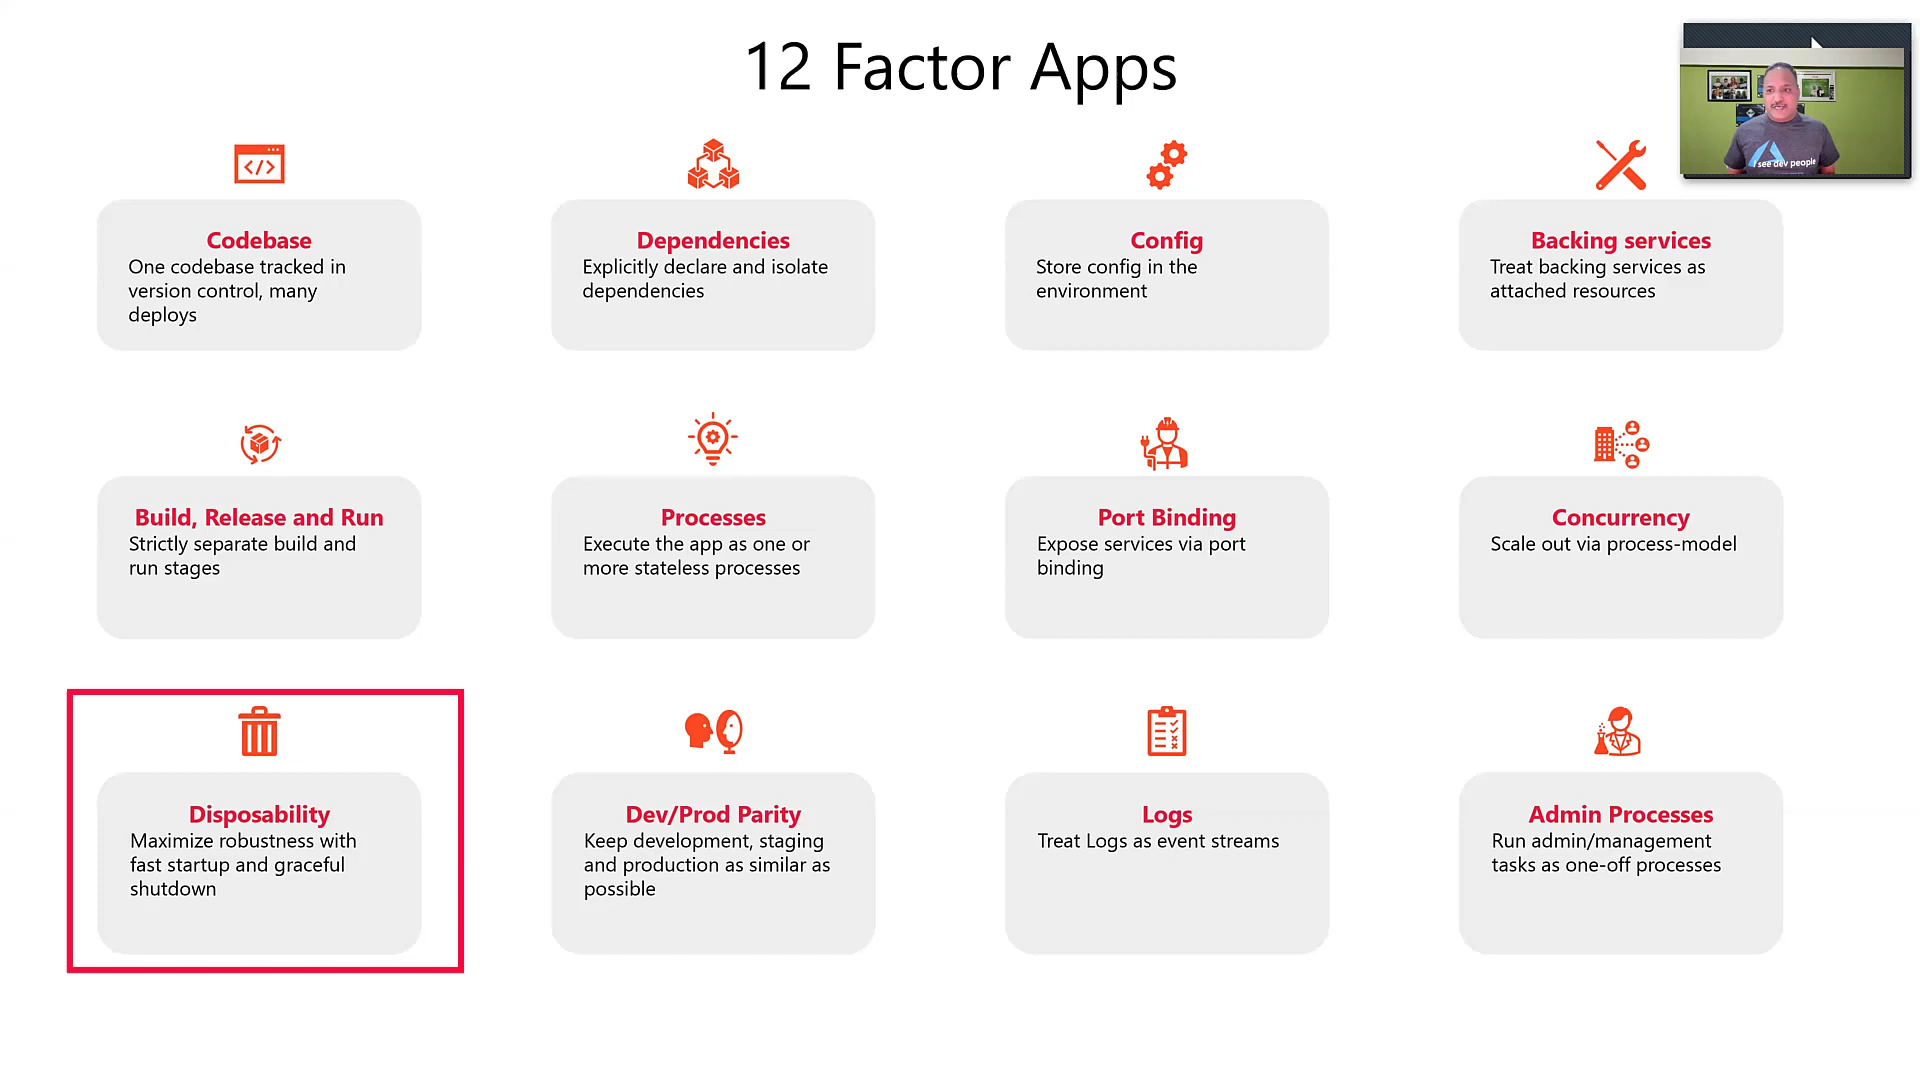 12 Factor Apps
I see dev people
</>
Codebase
One codebase tracked in
version control, many
deploys
Dependencies
Explicitly declare and isolate
dependencies
Config
Store config in the
environment
Backing services
Treat backing services as
attached resources
Build, Release and Run
Strictly separate build and
run stages
Processes
Execute the app as one or
more stateless processes
Port Binding
Expose services via port
binding
Concurrency
Scale out via process-model
Disposability
Maximize robustness with
fast startup and graceful
shutdown
Dev/Prod Parity
Keep development, staging
and production as similar as
possible
Logs
Treat Logs as event streams
Admin Processes
Run admin/management
tasks as one-off processes